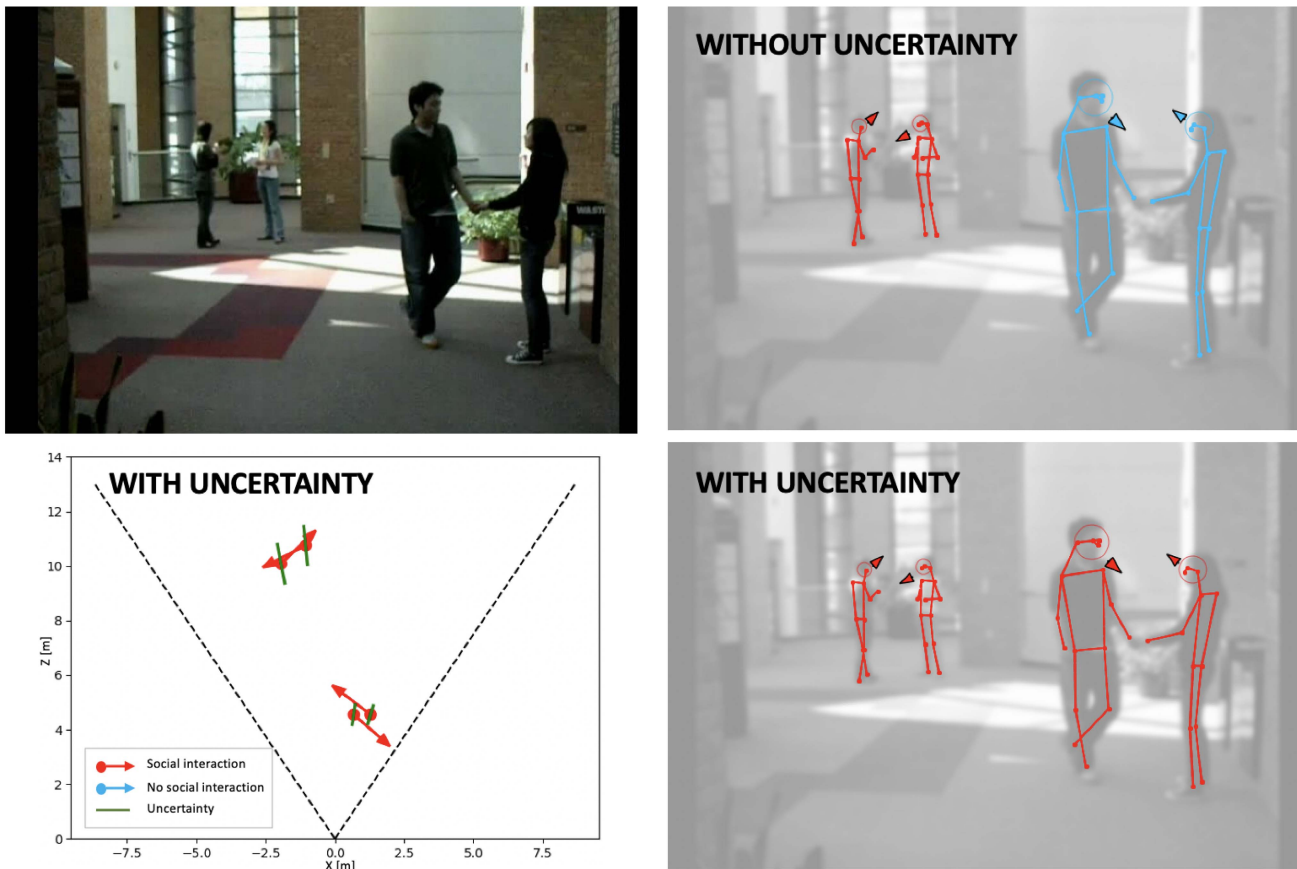 WASTE
WITHOUT UNCERTAINTY
WITH UNCERTAINTY
14
12
10
8
6
4
2
0
Z [m]
−7.5
−5.0
−2.5
0.0
2.5
5.0
7.5
X [m]
Social interaction
No social interaction
Uncertainty
WITH UNCERTAINTY